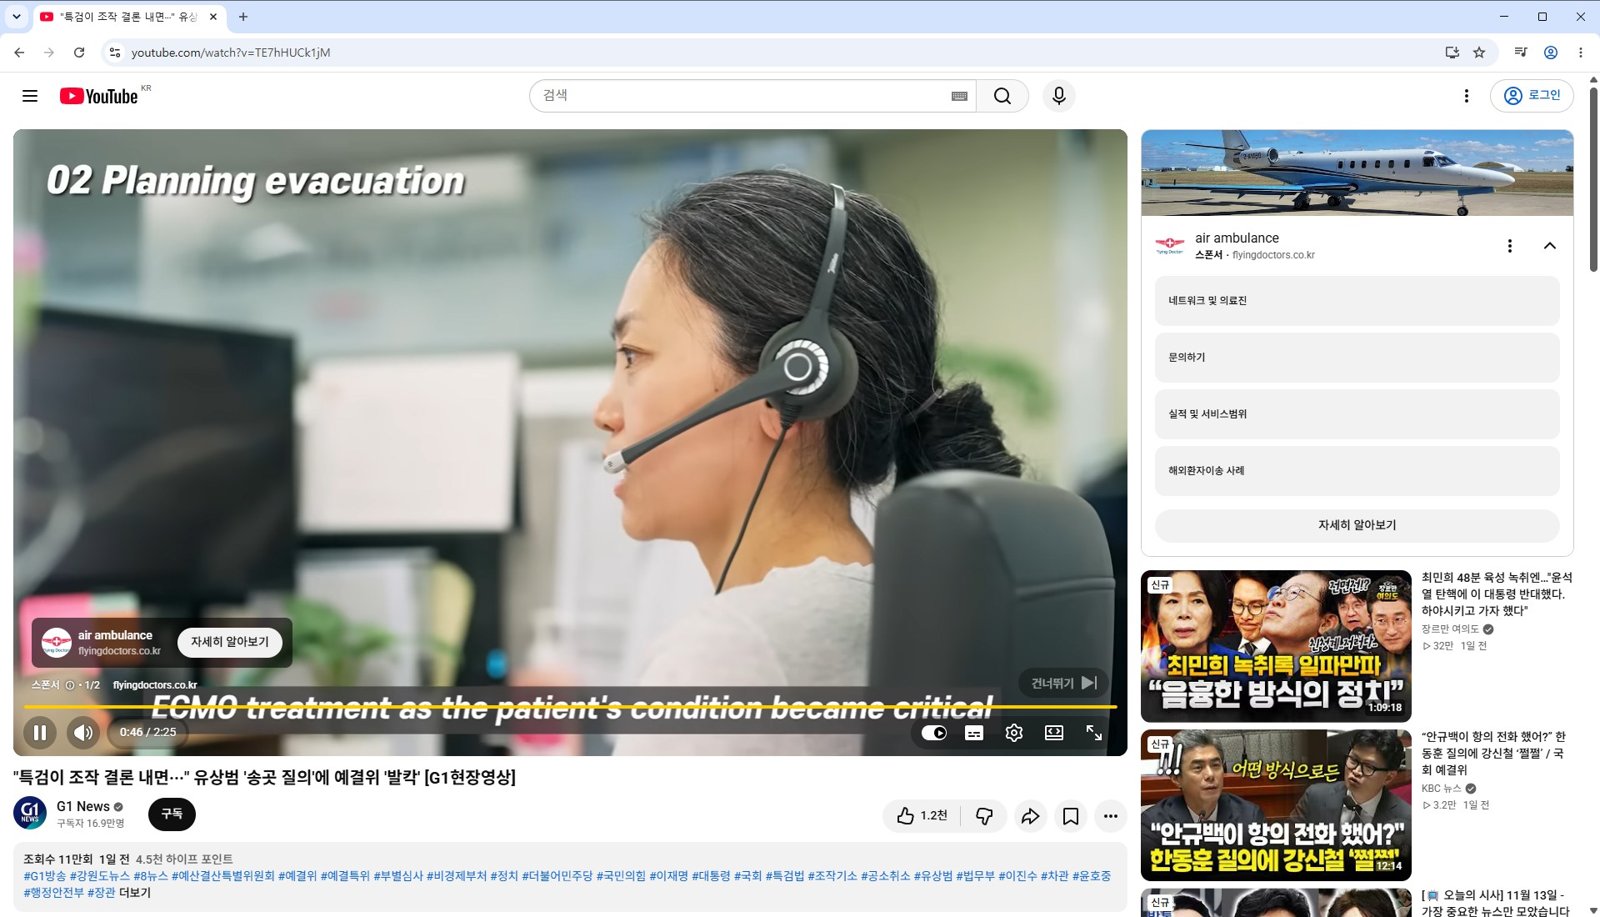 "특검이 조작 결론 내면…" 유상
youtube.com/watch?v=TE7hHUCk1jM
YouTube KR
검색
로그인
02 Planning evacuation
air ambulance
flyingdoctors.co.kr
자세히 알아보기
스폰서 · 1/2 flyingdoctors.co.kr
건너뛰기
ECMO treatment as the patient's condition became critical
0:46 / 2:25
"특검이 조작 결론 내면…" 유상범 '송곳 질의'에 예결위 '발칵' [G1현장영상]
G1 NEWS
G1 News
구독자 16.9만명
구독
1.2천
조회수 11만회 1일 전 4.5천 하이프 포인트
#G1방송 #강원도뉴스 #8뉴스 #예산결산특별위원회 #예결위 #예결특위 #부별심사 #비경제부처 #정치 #더불어민주당 #국민의힘 #이재명 #대통령 #국회 #특검법 #조작기소 #공소취소 #유상범 #법무부 #이진수 #차관 #윤호중
#행정안전부 #장관 더보기
air ambulance
스폰서 · flyingdoctors.co.kr
네트워크 및 의료진
문의하기
실적 및 서비스범위
해외환자이송 사례
자세히 알아보기
신규
전면전!?
장르만
여의도
최민희 녹취록 일파만파
"음흉한 방식의 정치"
1:09:18
최민희 48분 육성 녹취엔..."윤석
열 탄핵에 이 대통령 반대했다.
하야시키고 가자 했다"
장르만 여의도
32만 1일 전
신규
?!!
어떤 방식으로든
"안규백이 항의 전화 했어?"
한동훈 질의에 강신철 '쩔쩔'
12:14
"안규백이 항의 전화 했어?" 한
동훈 질의에 강신철 '쩔쩔' / 국
회 예결위
KBC 뉴스
3.2만 1일 전
신규
오늘의 시사] 11월 13일 -
가장 중요한 뉴스만 모았습니다